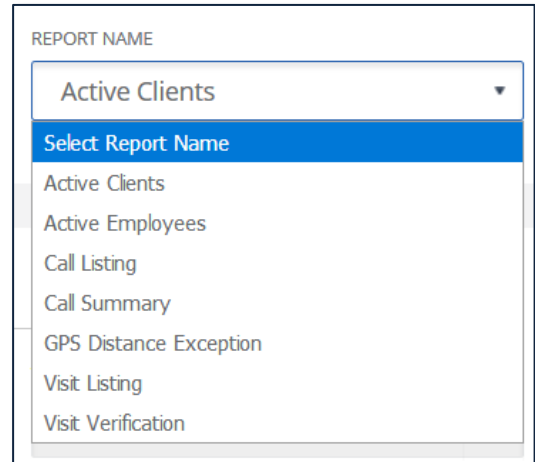 REPORT NAME
Active Clients
Select Report Name
Active Clients
Active Employees
Call Listing
Call Summary
GPS Distance Exception
Visit Listing
Visit Verification